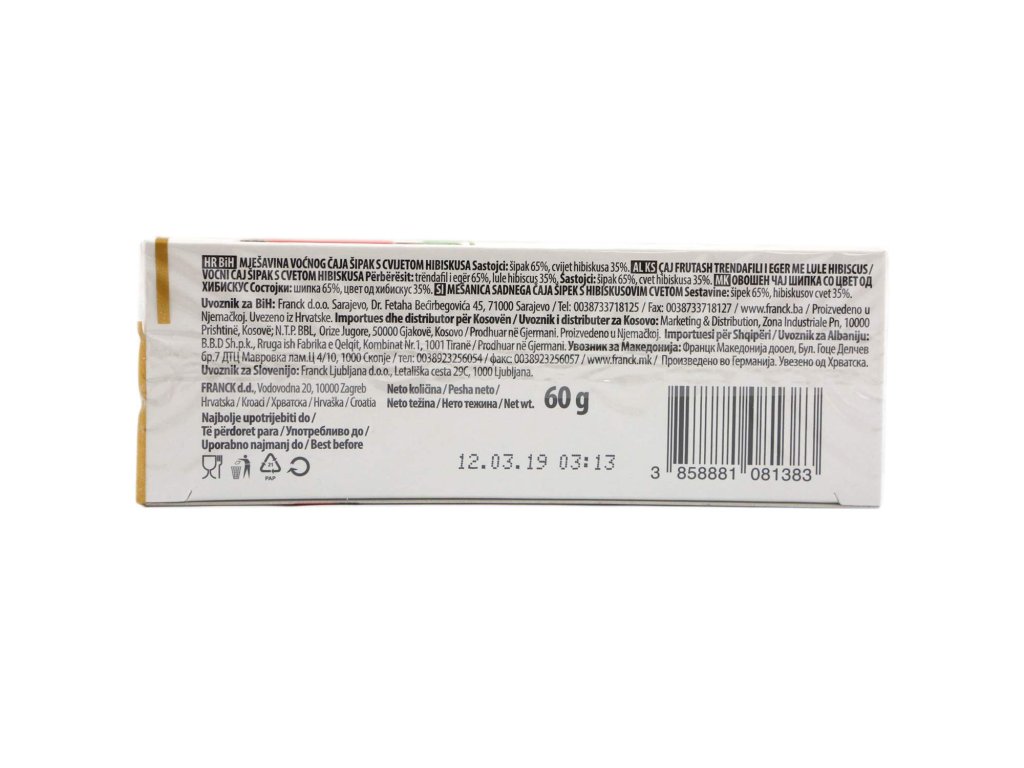 HR BiH MJEŠAVINA VOĆNOG ČAJA ŠIPAK S CVIJETOM HIBISKUSA Sastojci: šipak 65%, cvijet hibiskusa 35%. AL KS ÇAJ FRUTASH TRENDAFILI I EGER ME LULE HIBISCUS /
VOĆNI ČAJ ŠIPAK S CVETOM HIBISKUSA Përbërësit: trëndafil i egër 65%, lule hibiscus 35%, Sastojci: šipak 65%, cvet hibiskusa 35%. MK ОВОШЕН ЧАЈ ШИПКА СО ЦВЕТ ОД
ХИБИСКУС Состојки: шипка 65%, цвет од хибискус 35%. SI MEŠANICA SADNEGA ČAJA ŠIPEK S HIBISKUSOVIM CVETOM Sestavine: šipek 65%, hibiskusov cvet 35%.
Uvoznik za BiH: Franck d.o.o. Sarajevo, Dr. Fetaha Bećirbegovića 45, 71000 Sarajevo / Tel: 0038733718125 / Fax: 0038733718127 / www.franck.ba / Proizvedeno u
Njemačkoj. Uvezeno iz Hrvatske. Importues dhe distributor për Kosovën / Uvoznik i distributer za Kosovo: Marketing & Distribution, Zona Industriale Pn, 10000
Prishtinë, Kosovë; N.T.P BBL, Orize Jugore, 50000 Gjakovë, Kosovo / Prodhuar në Gjermani. Proizvedeno u Njemačkoj. Importuesi për Shqipëri / Uvoznik za Albaniju:
B.B.D Sh.p.k., Rruga ish Fabrika e Qelqit, Kombinat Nr.1, 1001 Tiranë / Prodhuar në Gjermani. Увозник за Македонија: Францк Македонија дооел, Бул. Гоце Делчев
бр.7 ДТЦ Мавровка лам.Ц 4/10, 1000 Скопје / тел: 0038923256054 / факс: 0038923256057 / www.franck.mk / Произведено во Германија. Увезено од Хрватска.
Uvoznik za Slovenijo: Franck Ljubljana d.o.o., Letališka cesta 29C, 1000 Ljubljana.
FRANCK d.d., Vodovodna 20, 10000 Zagreb
Hrvatska / Kroaci / Хрватска / Hrvaška / Croatia
Neto količina / Pesha neto /
Neto težina / Нето тежина / Net wt. 60 g
Najbolje upotrijebiti do /
Të përdoret para / Употребливо до /
Uporabno najmanj do / Best before
12.03.19 03:13
21
PAP
3 858881 081383